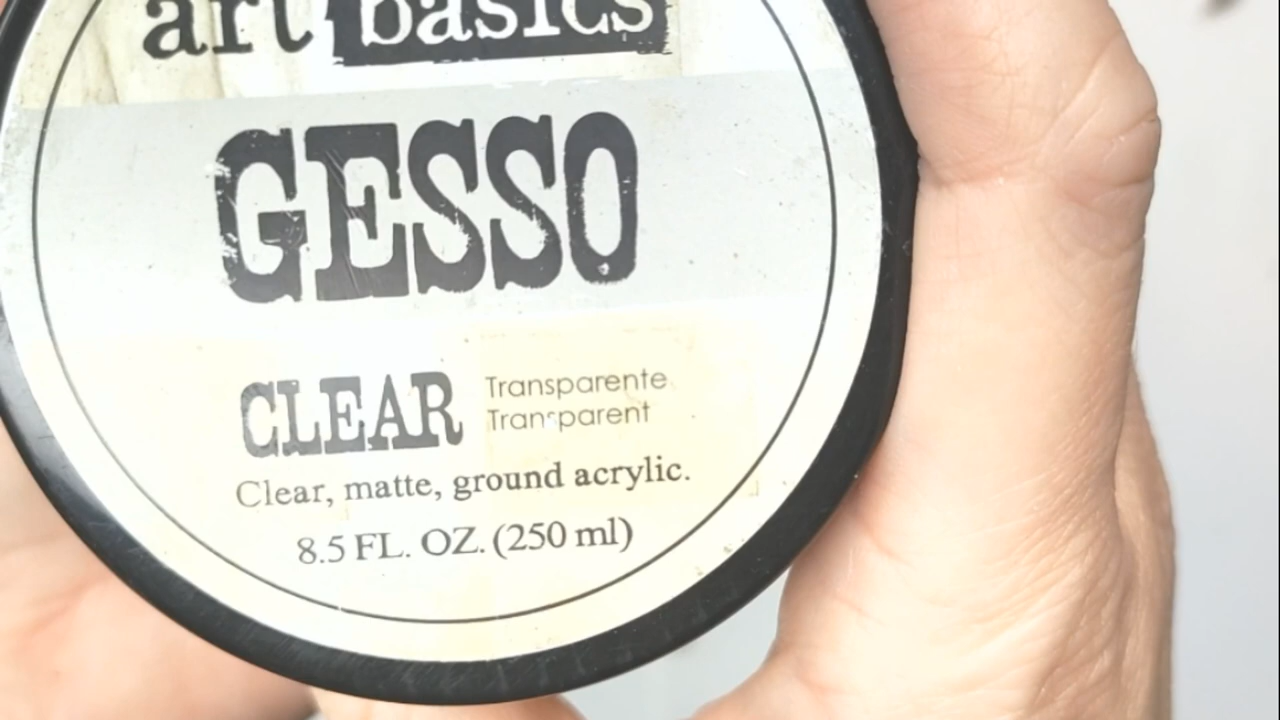 art basics
GESSO
CLEAR
Transparente
Transparent
Clear, matte, ground acrylic.
8.5 FL. OZ. (250 ml)